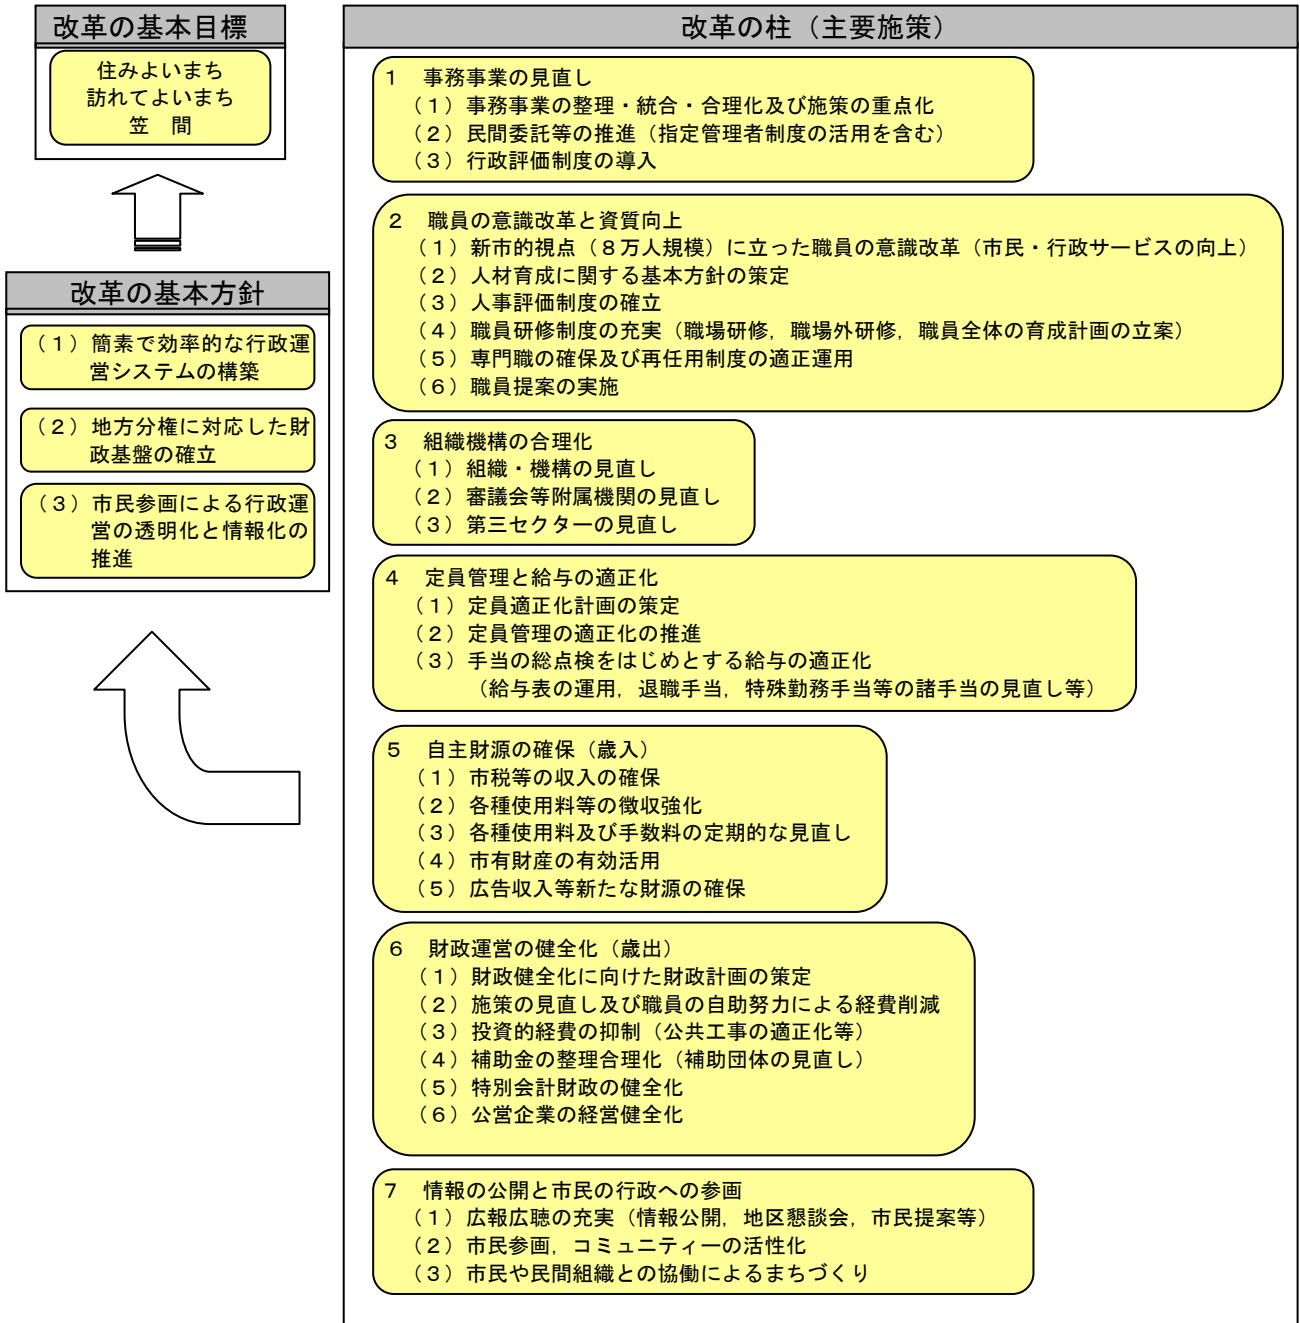 改革の基本目標
住みよいまち
訪れてよいまち
笠　間
改革の基本方針
（１）簡素で効率的な行政運
営システムの構築
（２）地方分権に対応した財
政基盤の確立
（３）市民参画による行政運
営の透明化と情報化の
推進
改革の柱（主要施策）
１　事務事業の見直し
（１）事務事業の整理・統合・合理化及び施策の重点化
（２）民間委託等の推進（指定管理者制度の活用を含む）
（３）行政評価制度の導入
２　職員の意識改革と資質向上
（１）新市的視点（８万人規模）に立った職員の意識改革（市民・行政サービスの向上）
（２）人材育成に関する基本方針の策定
（３）人事評価制度の確立
（４）職員研修制度の充実（職場研修，職場外研修，職員全体の育成計画の立案）
（５）専門職の確保及び再任用制度の適正運用
（６）職員提案の実施
３　組織機構の合理化
（１）組織・機構の見直し
（２）審議会等附属機関の見直し
（３）第三セクターの見直し
４　定員管理と給与の適正化
（１）定員適正化計画の策定
（２）定員管理の適正化の推進
（３）手当の総点検をはじめとする給与の適正化
（給与表の運用，退職手当，特殊勤務手当等の諸手当の見直し等）
５　自主財源の確保（歳入）
（１）市税等の収入の確保
（２）各種使用料等の徴収強化
（３）各種使用料及び手数料の定期的な見直し
（４）市有財産の有効活用
（５）広告収入等新たな財源の確保
６　財政運営の健全化（歳出）
（１）財政健全化に向けた財政計画の策定
（２）施策の見直し及び職員の自助努力による経費削減
（３）投資的経費の抑制（公共工事の適正化等）
（４）補助金の整理合理化（補助団体の見直し）
（５）特別会計財政の健全化
（６）公営企業の経営健全化
７　情報の公開と市民の行政への参画
（１）広報広聴の充実（情報公開，地区懇談会，市民提案等）
（２）市民参画，コミュニティーの活性化
（３）市民や民間組織との協働によるまちづくり